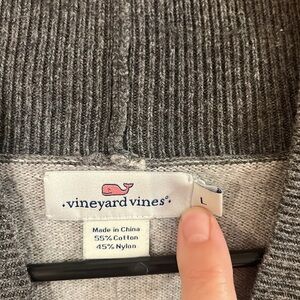 ·vineyard vines®
L
Made in China
55% Cotton
45% Nylon